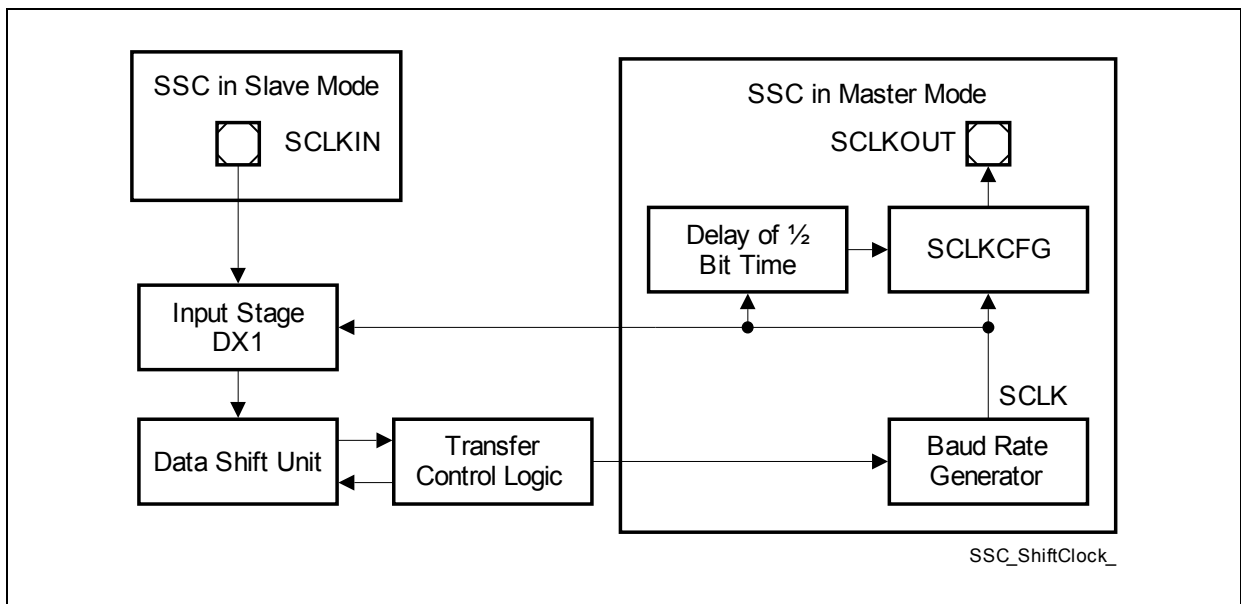 SSC in Slave Mode
SCLKIN
SSC in Master Mode
SCLKOUT
Delay of ½
Bit Time
SCLKCFG
Input Stage
DX1
SCLK
Data Shift Unit
Transfer
Control Logic
Baud Rate
Generator
SSC_ShiftClock_